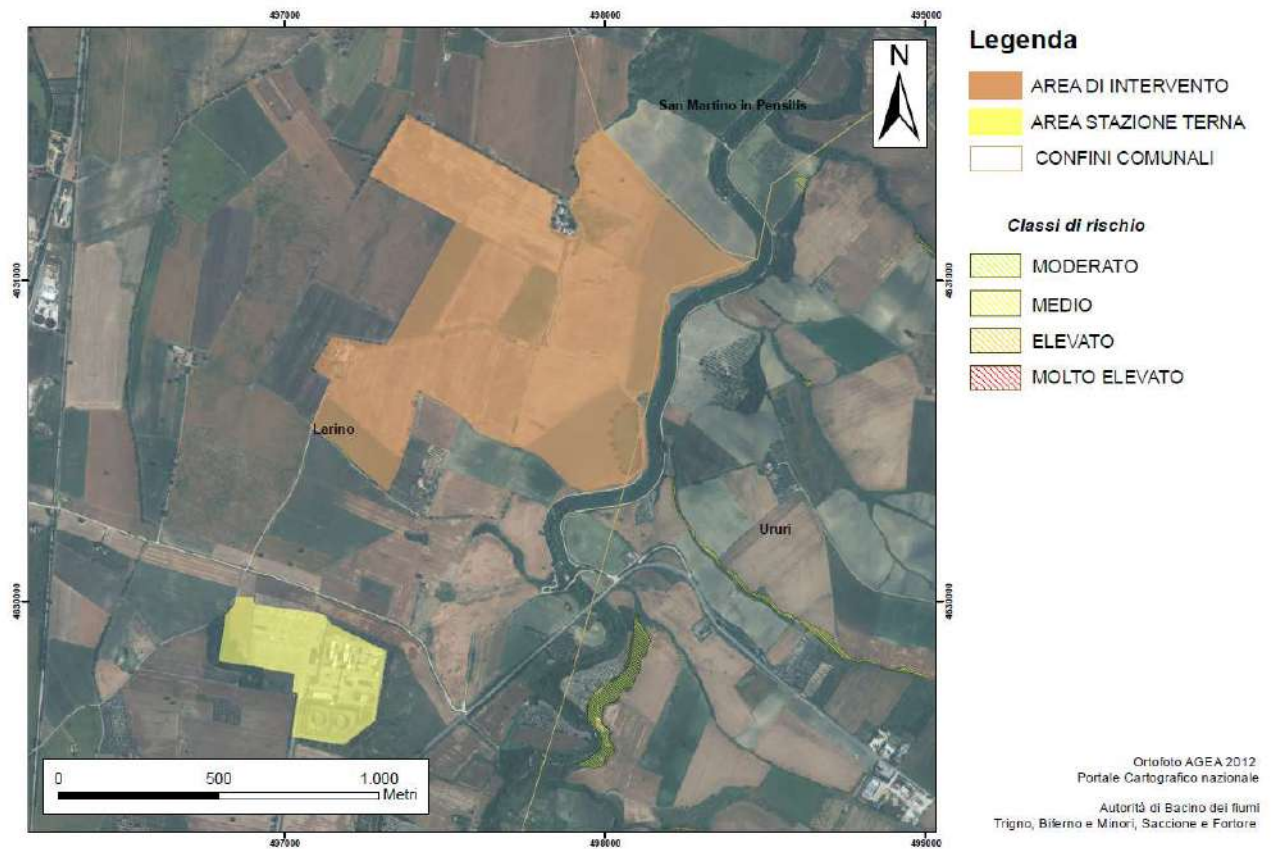 497000
498000
499000
N
San Martino in Pensilis
4631000
4631000
Larino
Ururi
4630000
4630000
0 500 1.000
Metri
497000
498000
499000
Legenda
AREA DI INTERVENTO
AREA STAZIONE TERNA
CONFINI COMUNALI
Classi di rischio
MODERATO
MEDIO
ELEVATO
MOLTO ELEVATO
Ortofoto AGEA 2012
Portale Cartografico nazionale
Autorità di Bacino dei fiumi
Trigno, Biferno e Minori, Saccione e Fortore